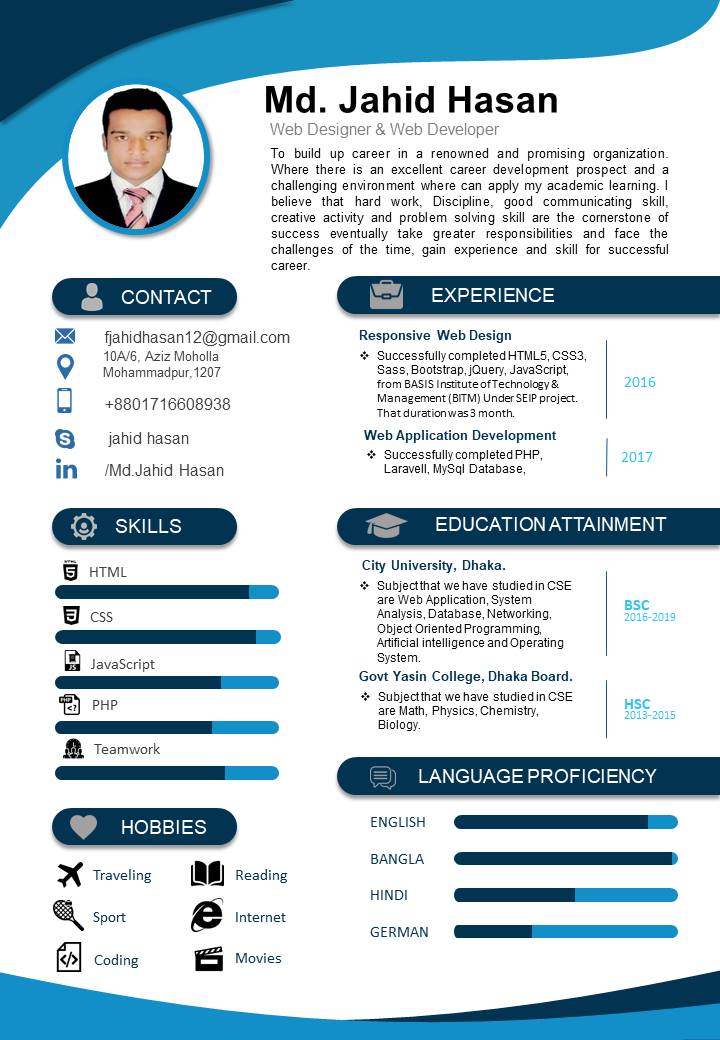 Md. Jahid Hasan
Web Designer & Web Developer
To build up career in a renowned and promising organization.
Where there is an excellent career development prospect and a
challenging environment where can apply my academic learning. I
believe that hard work, Discipline, good communicating skill,
creative activity and problem solving skill are the cornerstone of
success eventually take greater responsibilities and face the
challenges of the time, gain experience and skill for successful
career.
CONTACT
fjahidhasan12@gmail.com
10A/6, Aziz Moholla
Mohammadpur,1207
+8801716608938
jahid hasan
/Md.Jahid Hasan
SKILLS
HTML
CSS
JavaScript
PHP
Teamwork
HOBBIES
Traveling
Reading
Sport
Internet
Coding
Movies
EXPERIENCE
Responsive Web Design
Successfully completed HTML5, CSS3,
Sass, Bootstrap, jQuery, JavaScript,
from BASIS Institute of Technology &
Management (BITM) Under SEIP project.
That duration was 3 month.
2016
Web Application Development
Successfully completed PHP,
Laravell, MySql Database,
2017
EDUCATION ATTAINMENT
City University, Dhaka.
Subject that we have studied in CSE
are Web Application, System
Analysis, Database, Networking,
Object Oriented Programming,
Artificial intelligence and Operating
System.
BSC
2016-2019
Govt Yasin College, Dhaka Board.
Subject that we have studied in CSE
are Math, Physics, Chemistry,
Biology.
HSC
2013-2015
LANGUAGE PROFICIENCY
ENGLISH
BANGLA
HINDI
GERMAN